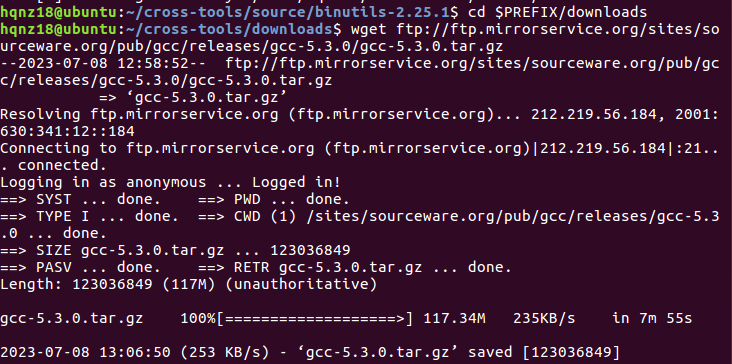 hqnz18@ubuntu:~/cross-tools/source/binutils-2.25.1$ cd $PREFIX/downloads
hqnz18@ubuntu:~/cross-tools/downloads$ wget ftp://ftp.mirrorservice.org/sites/so
urceware.org/pub/gcc/releases/gcc-5.3.0/gcc-5.3.0.tar.gz
--2023-07-08 12:58:52--  ftp://ftp.mirrorservice.org/sites/sourceware.org/pub/gc
c/releases/gcc-5.3.0/gcc-5.3.0.tar.gz
           => ‘gcc-5.3.0.tar.gz’
Resolving ftp.mirrorservice.org (ftp.mirrorservice.org)... 212.219.56.184, 2001:
630:341:12::184
Connecting to ftp.mirrorservice.org (ftp.mirrorservice.org)|212.219.56.184|:21..
. connected.
Logging in as anonymous ... Logged in!
==> SYST ... done.    ==> PWD ... done.
==> TYPE I ... done.  ==> CWD (1) /sites/sourceware.org/pub/gcc/releases/gcc-5.3
.0 ... done.
==> SIZE gcc-5.3.0.tar.gz ... 123036849
==> PASV ... done.    ==> RETR gcc-5.3.0.tar.gz ... done.
Length: 123036849 (117M) (unauthoritative)
gcc-5.3.0.tar.gz    100%[===================>] 117.34M   235KB/s    in 7m 55s
2023-07-08 13:06:50 (253 KB/s) - ‘gcc-5.3.0.tar.gz’ saved [123036849]